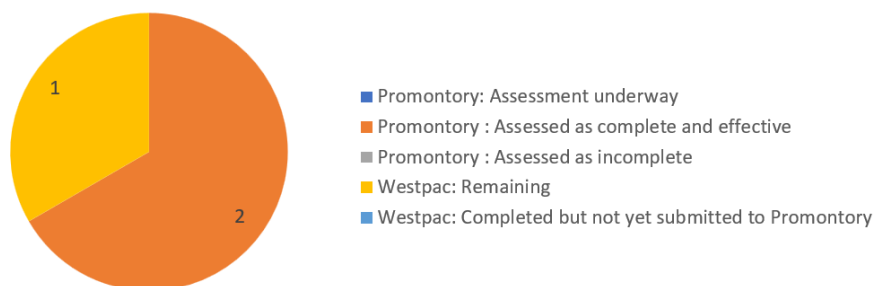 1
2
Promontory: Assessment underway
Promontory : Assessed as complete and effective
Promontory : Assessed as incomplete
Westpac: Remaining
Westpac: Completed but not yet submitted to Promontory